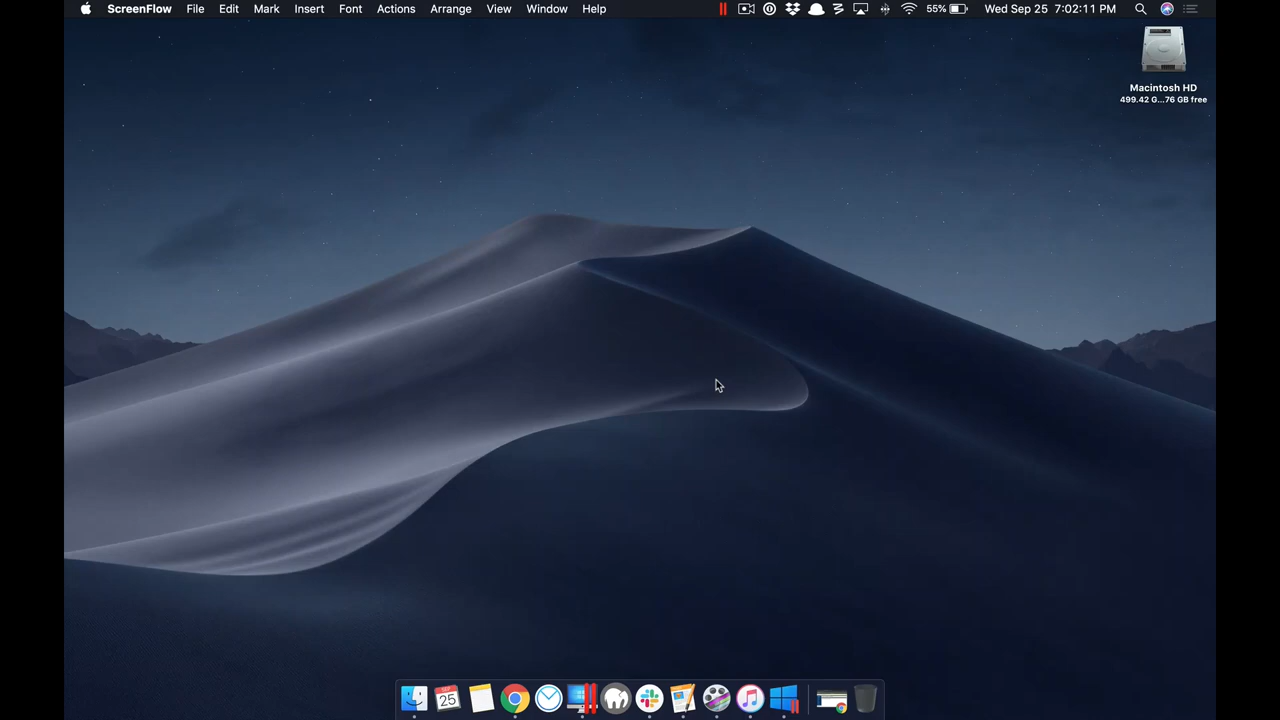 ScreenFlow File Edit Mark Insert Font Actions Arrange View Window Help 55% Wed Sep 25 7:02:11 PM
Macintosh HD
499.42 G...76 GB free
25